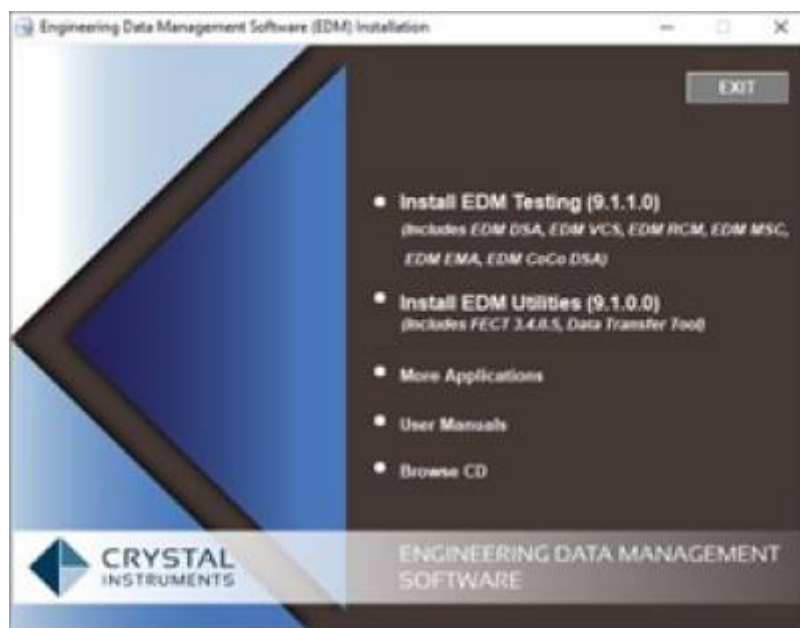 Engineering Data Management Software (EDM) Installation
EXIT
Install EDM Testing (9.1.1.0)
(Includes EDM DSA, EDM VCS, EDM RCM, EDM MSC,
EDM EMA, EDM CoCo DSA)
Install EDM Utilities (9.1.0.0)
(Includes FECT 3.4.0.5, Data Transfer Tool)
More Applications
User Manuals
Browse CD
CRYSTAL
INSTRUMENTS
ENGINEERING DATA MANAGEMENT
SOFTWARE